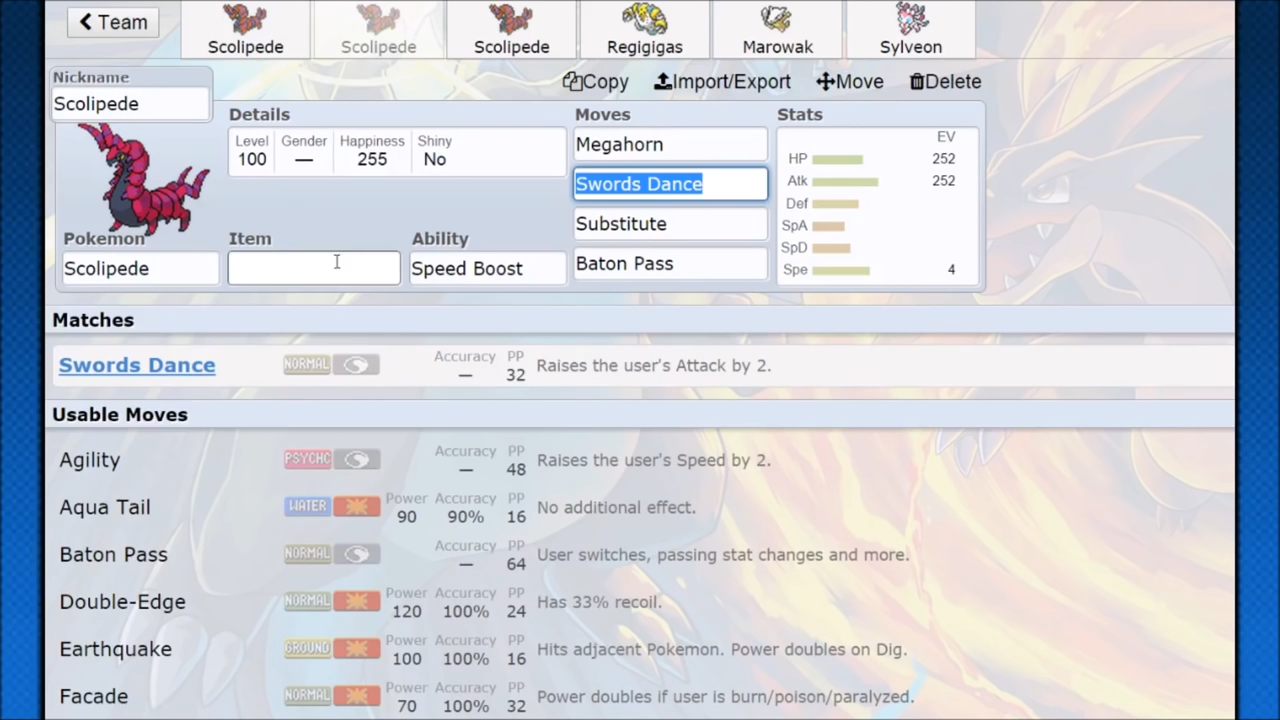 Team
Scolipede
Scolipede
Scolipede
Regigigas
Marowak
Sylveon
Copy
Import/Export
Move
Delete
Nickname
Scolipede
Details
Level
100
Gender
—
Happiness
255
Shiny
No
Pokemon
Scolipede
Item
Ability
Speed Boost
Moves
Megahorn
Swords Dance
Substitute
Baton Pass
Stats
EV
HP 252
Atk 252
Def
SpA
SpD
Spe 4
Matches
Swords Dance NORMAL Accuracy — PP 32 Raises the user's Attack by 2.
Usable Moves
Agility PSYCHC Accuracy — PP 48 Raises the user's Speed by 2.
Aqua Tail WATER Power 90 Accuracy 90% PP 16 No additional effect.
Baton Pass NORMAL Accuracy — PP 64 User switches, passing stat changes and more.
Double-Edge NORMAL Power 120 Accuracy 100% PP 24 Has 33% recoil.
Earthquake GROUND Power 100 Accuracy 100% PP 16 Hits adjacent Pokemon. Power doubles on Dig.
Facade NORMAL Power 70 Accuracy 100% PP 32 Power doubles if user is burn/poison/paralyzed.